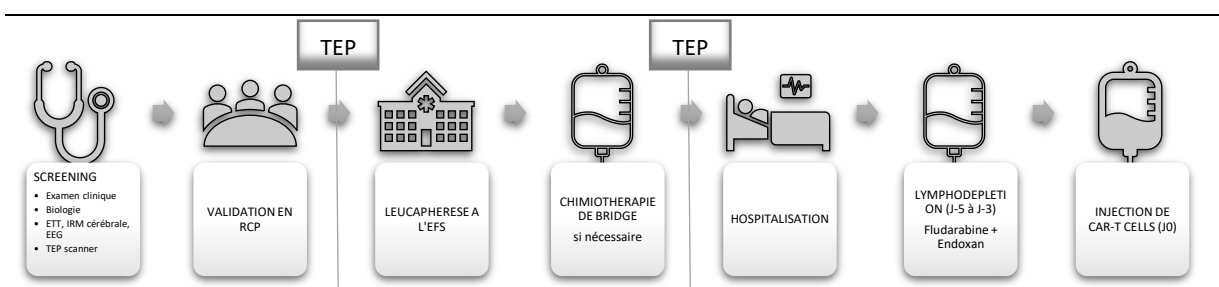 TEP
TEP
SCREENING
• Examen clinique
• Biologie
• ETT, IRM cérébrale,
EEG
• TEP scanner
VALIDATION EN
RCP
LEUCAPHERESE A
L'EFS
CHIMIOTHERAPIE
DE BRIDGE
si nécessaire
HOSPITALISATION
LYMPHODEPLETI
ON (J-5 à J-3)
Fludarabine +
Endoxan
INJECTION DE
CAR-T CELLS (J0)